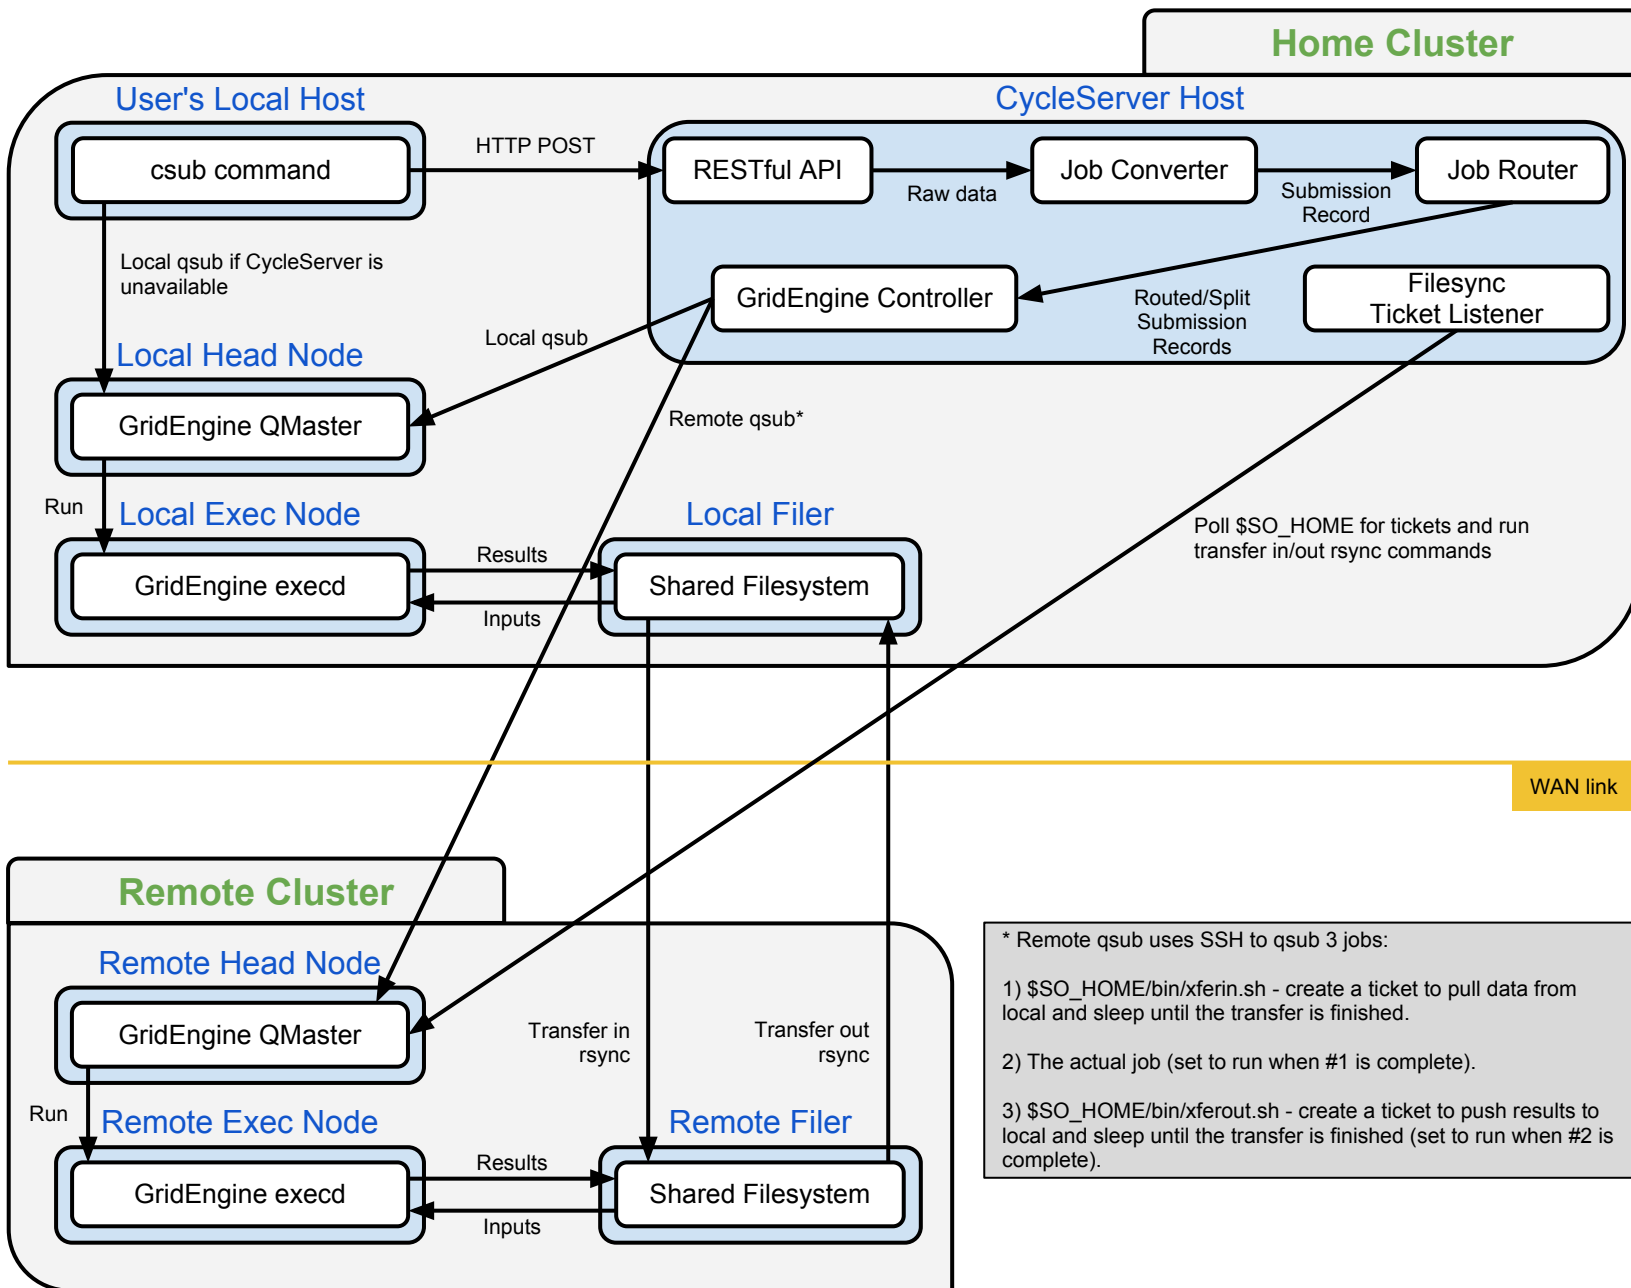 Home Cluster
User's Local Host
CycleServer Host
csub command
HTTP POST
RESTful API
Raw data
Job Converter
Submission
Record
Job Router
Local qsub if CycleServer is
unavailable
GridEngine Controller
Routed/Split
Submission
Records
Filesync
Ticket Listener
Local qsub
Local Head Node
GridEngine QMaster
Remote qsub*
Run
Local Exec Node
Local Filer
Poll $SO_HOME for tickets and run
transfer in/out rsync commands
GridEngine execd
Results
Inputs
Shared Filesystem
WAN link
Remote Cluster
Remote Head Node
GridEngine QMaster
Transfer in
rsync
Transfer out
rsync
Run
Remote Exec Node
Remote Filer
GridEngine execd
Results
Inputs
Shared Filesystem
* Remote qsub uses SSH to qsub 3 jobs:
1) $SO_HOME/bin/xferin.sh - create a ticket to pull data from
local and sleep until the transfer is finished.
2) The actual job (set to run when #1 is complete).
3) $SO_HOME/bin/xferout.sh - create a ticket to push results to
local and sleep until the transfer is finished (set to run when #2 is
complete).